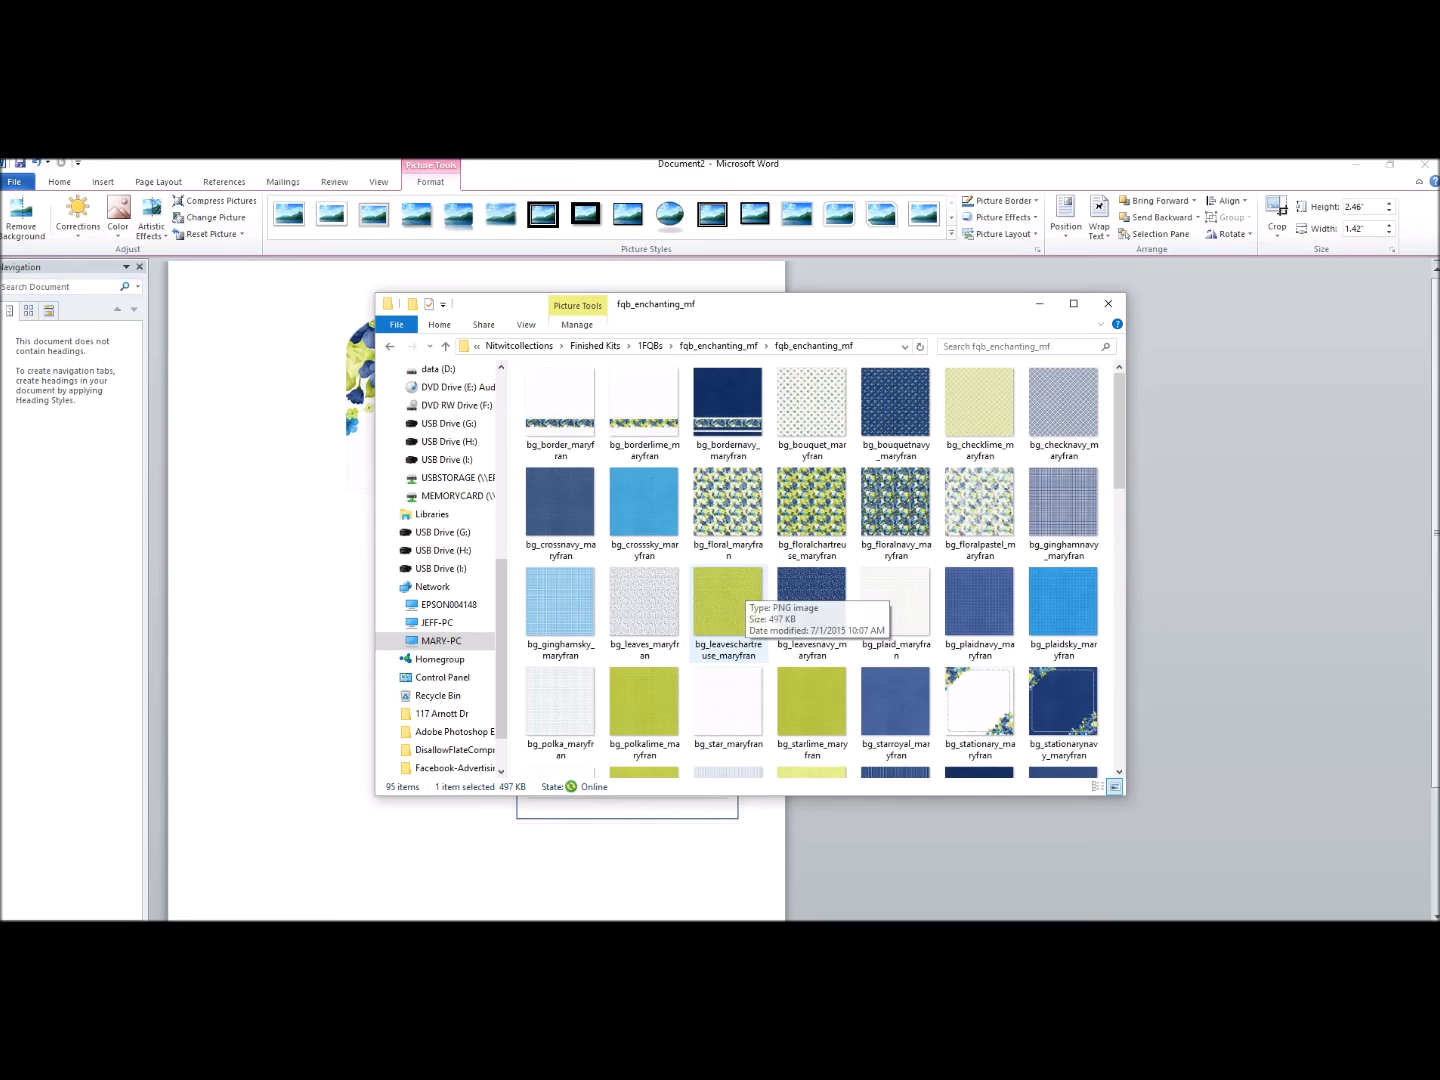 Picture Tools
Document2 - Microsoft Word
File Home Insert Page Layout References Mailings Review View Format
Remove Background
Corrections
Color
Artistic Effects
Compress Pictures
Change Picture
Reset Picture
Adjust
Picture Styles
Picture Border
Picture Effects
Picture Layout
Position
Wrap Text
Bring Forward
Send Backward
Selection Pane
Align
Group
Rotate
Arrange
Crop
Height: 2.46"
Width: 1.42"
Size
Navigation
Search Document
This document does not
contain headings.
To create navigation tabs,
create headings in your
document by applying
Heading Styles.
Picture Tools
fqb_enchanting_mf
File Home Share View Manage
« Nitwitcollections > Finished Kits > 1FQBs > fqb_enchanting_mf > fqb_enchanting_mf
Search fqb_enchanting_mf
data (D:)
DVD Drive (E:) Aud
DVD RW Drive (F:)
USB Drive (G:)
USB Drive (H:)
USB Drive (I:)
USBSTORAGE (\\EF
MEMORYCARD (\\
Libraries
USB Drive (G:)
USB Drive (H:)
USB Drive (I:)
Network
EPSON004148
JEFF-PC
MARY-PC
Homegroup
Control Panel
Recycle Bin
117 Arnott Dr
Adobe Photoshop E
DisallowFlateCompr
Facebook-Advertisi
bg_border_maryfran
bg_borderlime_maryfran
bg_bordernavy_maryfran
bg_bouquet_maryfran
bg_bouquetnavy_maryfran
bg_checklime_maryfran
bg_checknavy_maryfran
bg_crossnavy_maryfran
bg_crosssky_maryfran
bg_floral_maryfran
bg_floralchartreuse_maryfran
bg_floralnavy_maryfran
bg_floralpastel_maryfran
bg_ginghamnavy_maryfran
bg_ginghamsky_maryfran
bg_leaves_maryfran
bg_leaveschartreuse_maryfran
bg_leavesnavy_maryfran
bg_plaid_maryfran
bg_plaidnavy_maryfran
bg_plaidsky_maryfran
Type: PNG image
Size: 497 KB
Date modified: 7/1/2015 10:07 AM
bg_polka_maryfran
bg_polkalime_maryfran
bg_star_maryfran
bg_starlime_maryfran
bg_starroyal_maryfran
bg_stationary_maryfran
bg_stationarynavy_maryfran
95 items 1 item selected 497 KB State: Online